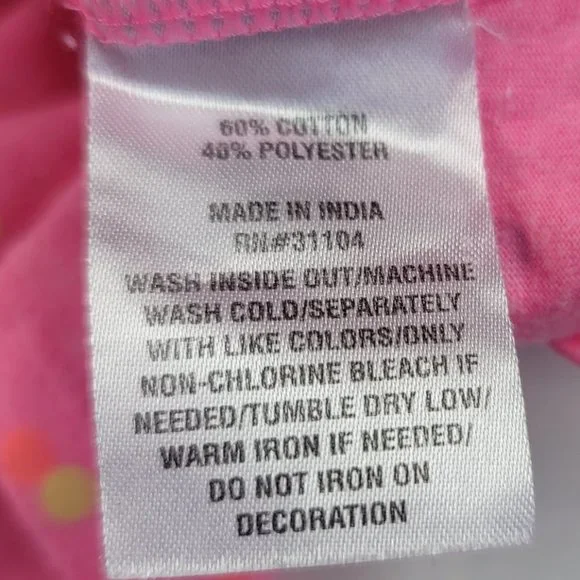 60% COTTON
40% POLYESTER
MADE IN INDIA
RN#31104
WASH INSIDE OUT/MACHINE
WASH COLD/SEPARATELY
WITH LIKE COLORS/ONLY
NON-CHLORINE BLEACH IF
NEEDED/TUMBLE DRY LOW/
WARM IRON IF NEEDED/
DO NOT IRON ON
DECORATION